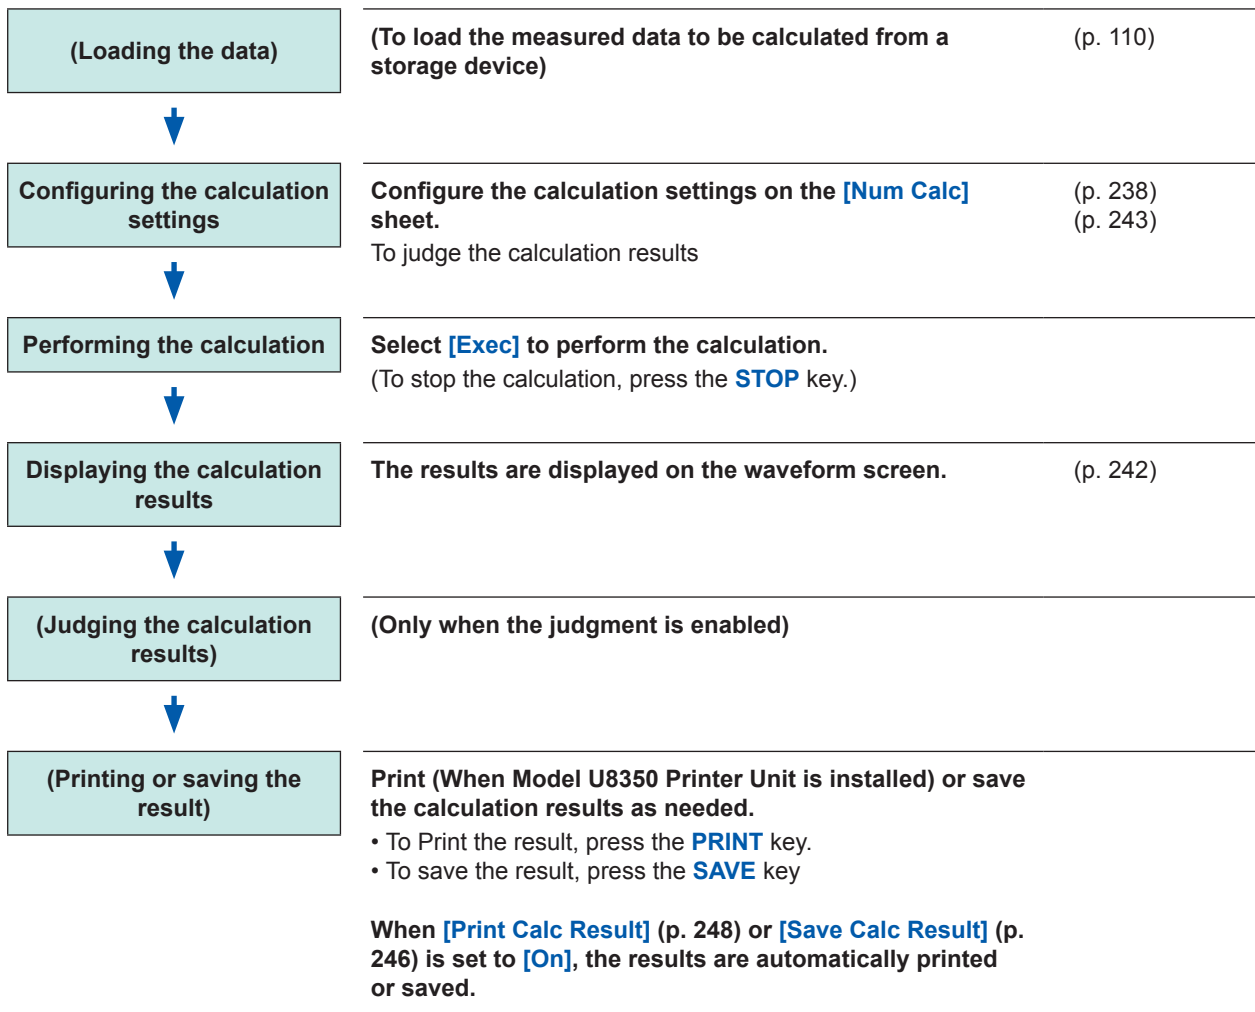 (Loading the data)
(To load the measured data to be calculated from a
storage device)
(p. 110)
Configuring the calculation
settings
Configure the calculation settings on the [Num Calc]
sheet.
To judge the calculation results
(p. 238)
(p. 243)
Performing the calculation
Select [Exec] to perform the calculation.
(To stop the calculation, press the STOP key.)
Displaying the calculation
results
The results are displayed on the waveform screen.
(p. 242)
(Judging the calculation
results)
(Only when the judgment is enabled)
(Printing or saving the
result)
Print (When Model U8350 Printer Unit is installed) or save
the calculation results as needed.
• To Print the result, press the PRINT key.
• To save the result, press the SAVE key
When [Print Calc Result] (p. 248) or [Save Calc Result] (p.
246) is set to [On], the results are automatically printed
or saved.